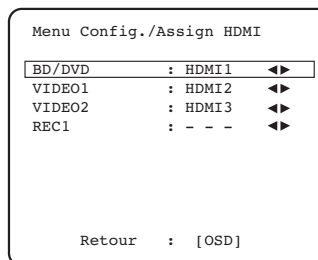 Menu Config./Assign HDMI
BD/DVD : HDMI1 ◄►
VIDEO1 : HDMI2 ◄►
VIDEO2 : HDMI3 ◄►
REC1 : - - - ◄►
Retour : [OSD]